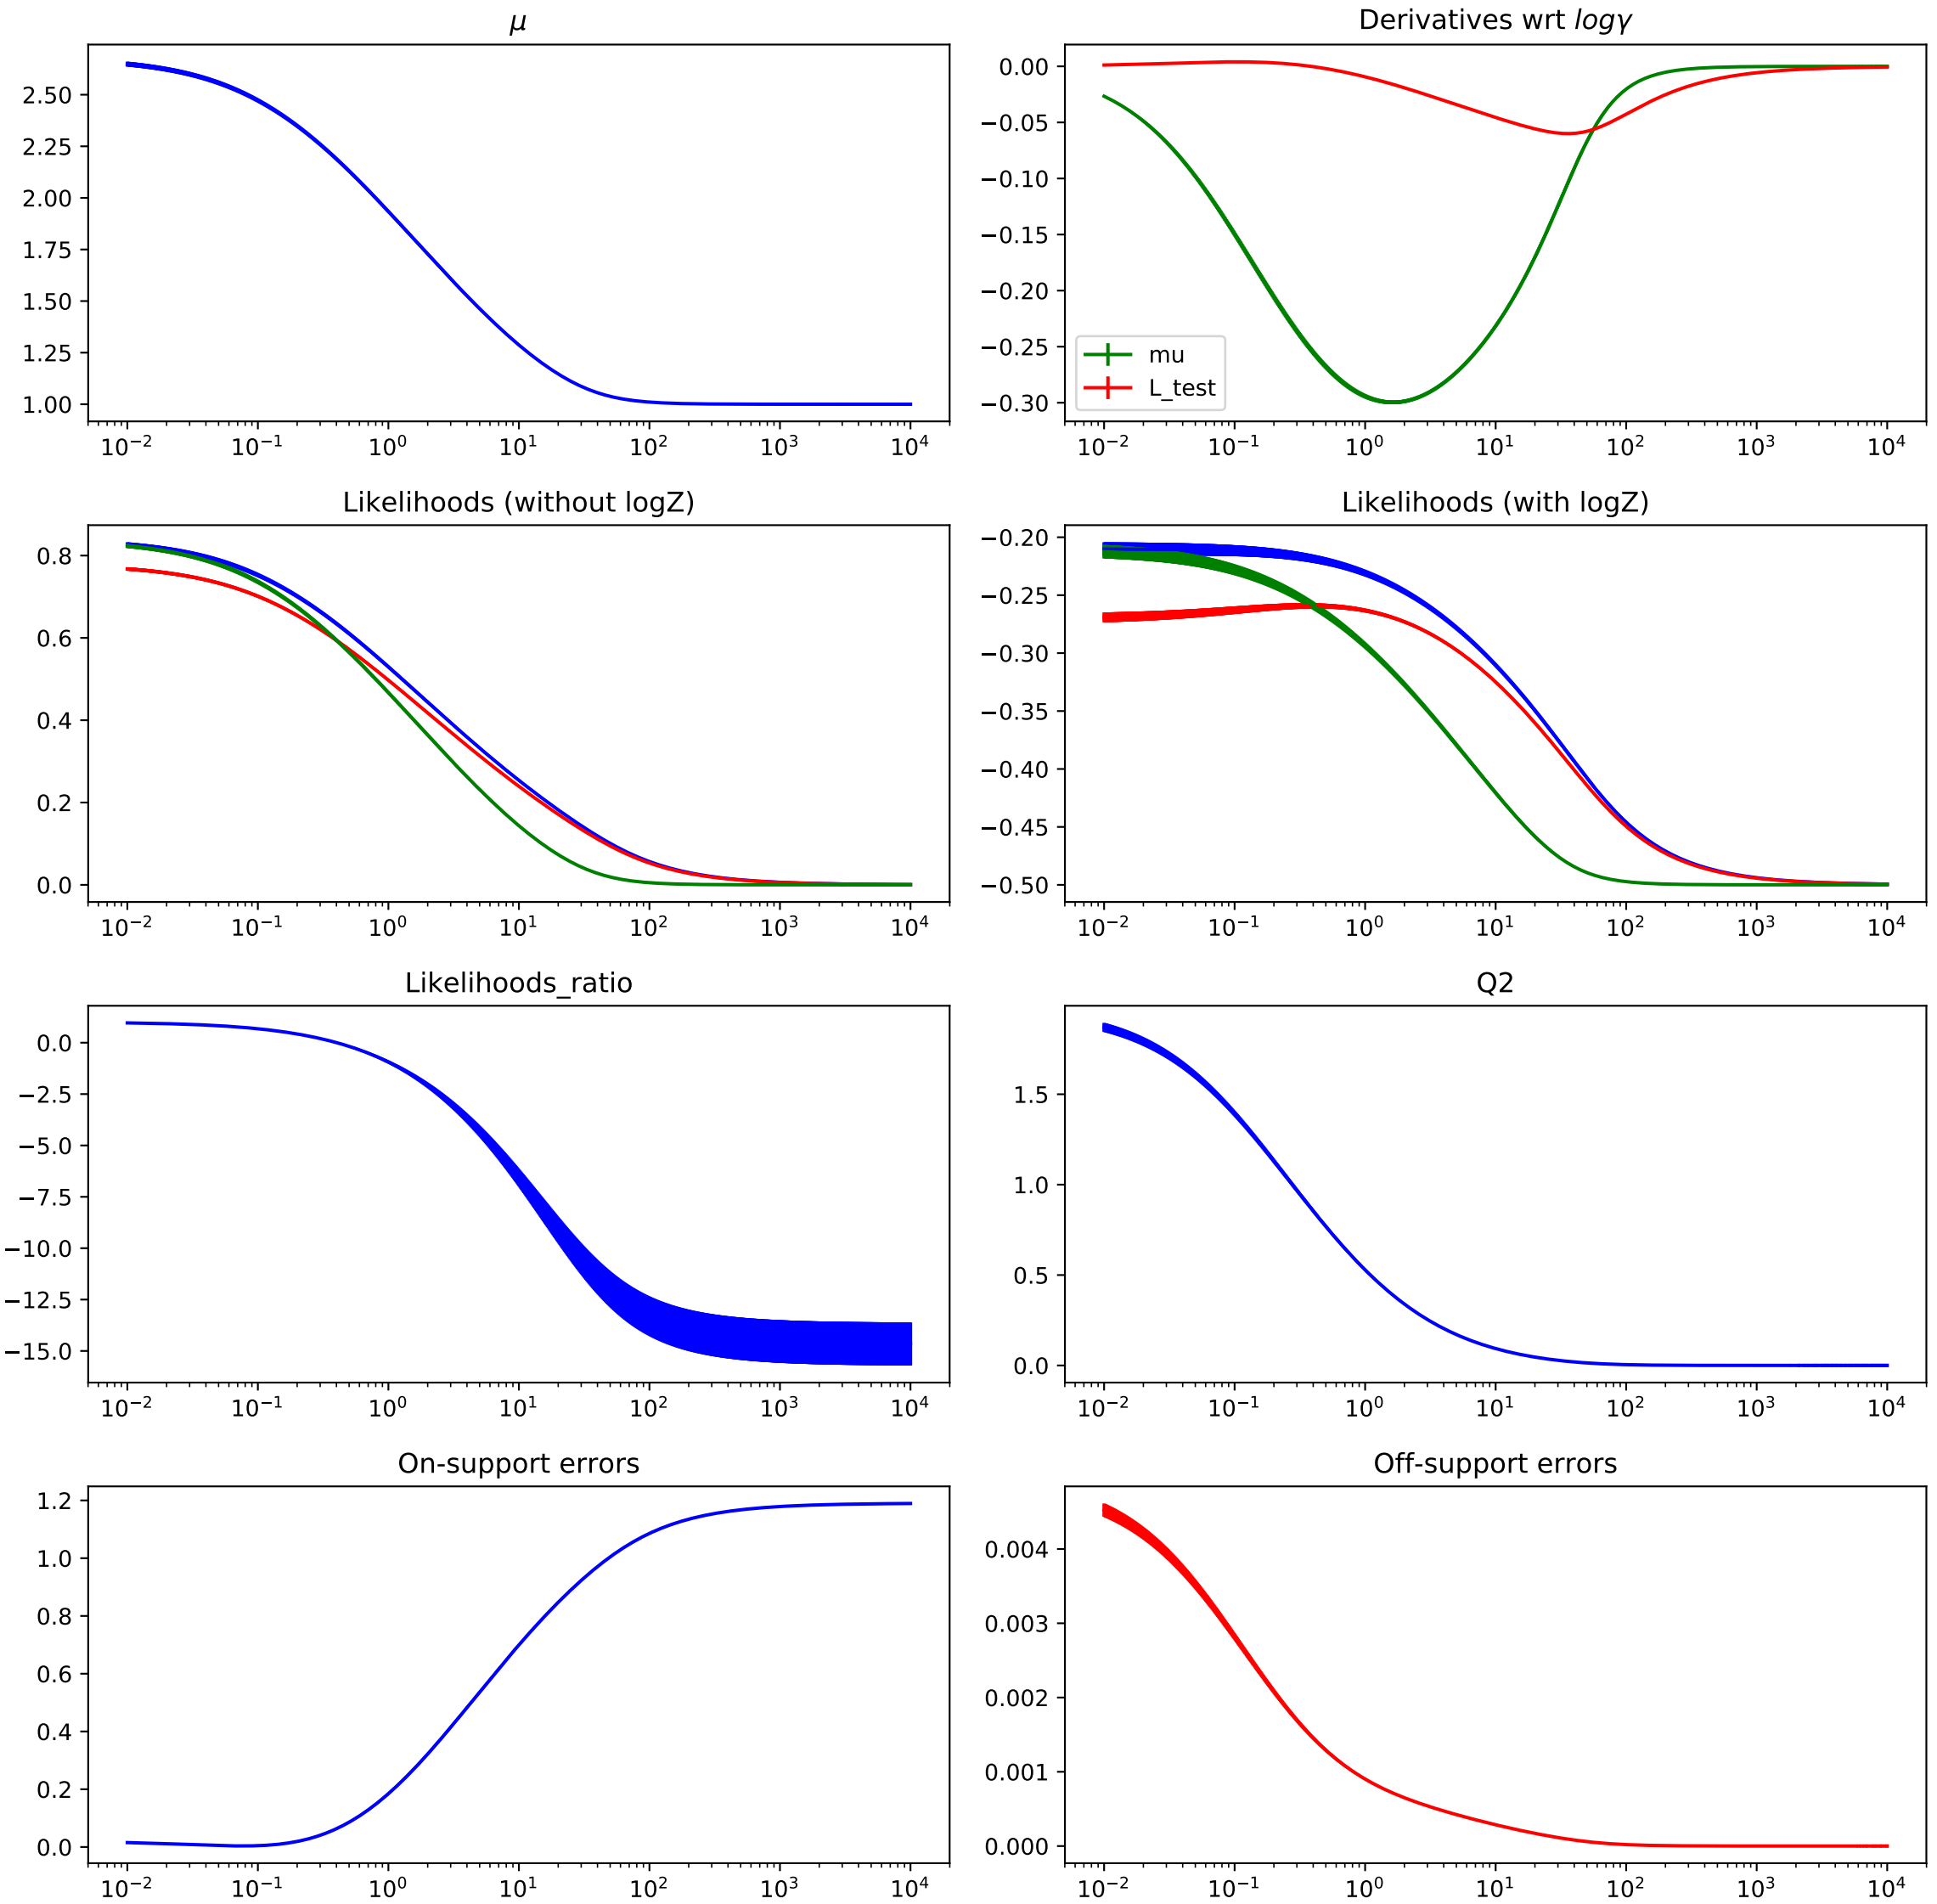 μ
2.50
2.25
2.00
1.75
1.50
1.25
1.00
10⁻² 10⁻¹ 10⁰ 10¹ 10² 10³ 10⁴
Derivatives wrt logγ
0.00
−0.05
−0.10
−0.15
−0.20
−0.25
−0.30
mu
L_test
10⁻² 10⁻¹ 10⁰ 10¹ 10² 10³ 10⁴
Likelihoods (without logZ)
0.8
0.6
0.4
0.2
0.0
10⁻² 10⁻¹ 10⁰ 10¹ 10² 10³ 10⁴
Likelihoods (with logZ)
−0.20
−0.25
−0.30
−0.35
−0.40
−0.45
−0.50
10⁻² 10⁻¹ 10⁰ 10¹ 10² 10³ 10⁴
Likelihoods_ratio
0.0
−2.5
−5.0
−7.5
−10.0
−12.5
−15.0
10⁻² 10⁻¹ 10⁰ 10¹ 10² 10³ 10⁴
Q2
1.5
1.0
0.5
0.0
10⁻² 10⁻¹ 10⁰ 10¹ 10² 10³ 10⁴
On-support errors
1.2
1.0
0.8
0.6
0.4
0.2
0.0
10⁻² 10⁻¹ 10⁰ 10¹ 10² 10³ 10⁴
Off-support errors
0.004
0.003
0.002
0.001
0.000
10⁻² 10⁻¹ 10⁰ 10¹ 10² 10³ 10⁴